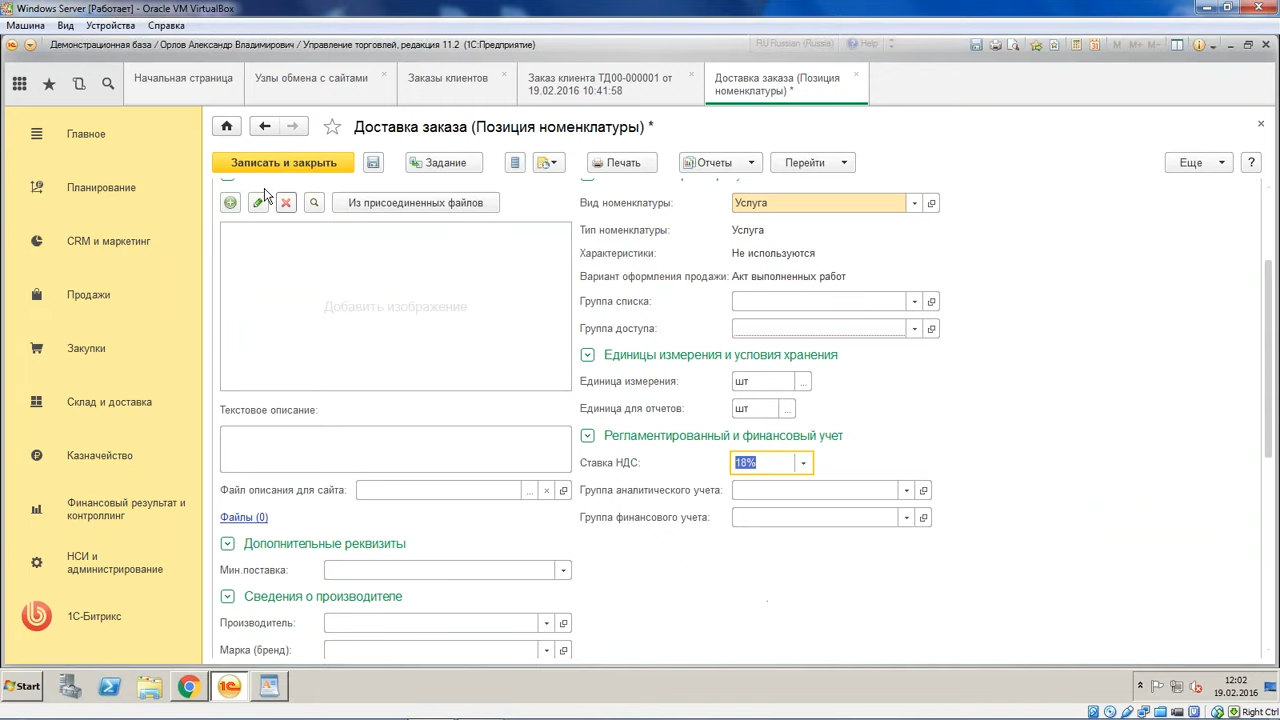 Windows Server [Работает] - Oracle VM VirtualBox
Машина Вид Устройства Справка
Демонстрационная база / Орлов Александр Владимирович / Управление торговлей, редакция 11.2 (1С:Предприятие)
RU Russian (Russia) Help
M M+ M-
Начальная страница
Узлы обмена с сайтами
Заказы клиентов
Заказ клиента ТД00-000001 от
19.02.2016 10:41:58
Доставка заказа (Позиция
номенклатуры) *
Главное
Планирование
CRM и маркетинг
Продажи
Закупки
Склад и доставка
Казначейство
Финансовый результат и
контроллинг
НСИ и
администрирование
1С-Битрикс
Доставка заказа (Позиция номенклатуры) *
Записать и закрыть
Задание
Печать
Отчеты
Перейти
Еще
?
Из присоединенных файлов
Добавить изображение
Текстовое описание:
Файл описания для сайта:
Файлы (0)
Дополнительные реквизиты
Мин.поставка:
Сведения о производителе
Производитель:
Марка (бренд):
Вид номенклатуры: Услуга
Тип номенклатуры: Услуга
Характеристики: Не используются
Вариант оформления продажи: Акт выполненных работ
Группа списка:
Группа доступа:
Единицы измерения и условия хранения
Единица измерения: шт
Единица для отчетов: шт
Регламентированный и финансовый учет
Ставка НДС: 18%
Группа аналитического учета:
Группа финансового учета:
Start
12:02
19.02.2016
Right Ctrl